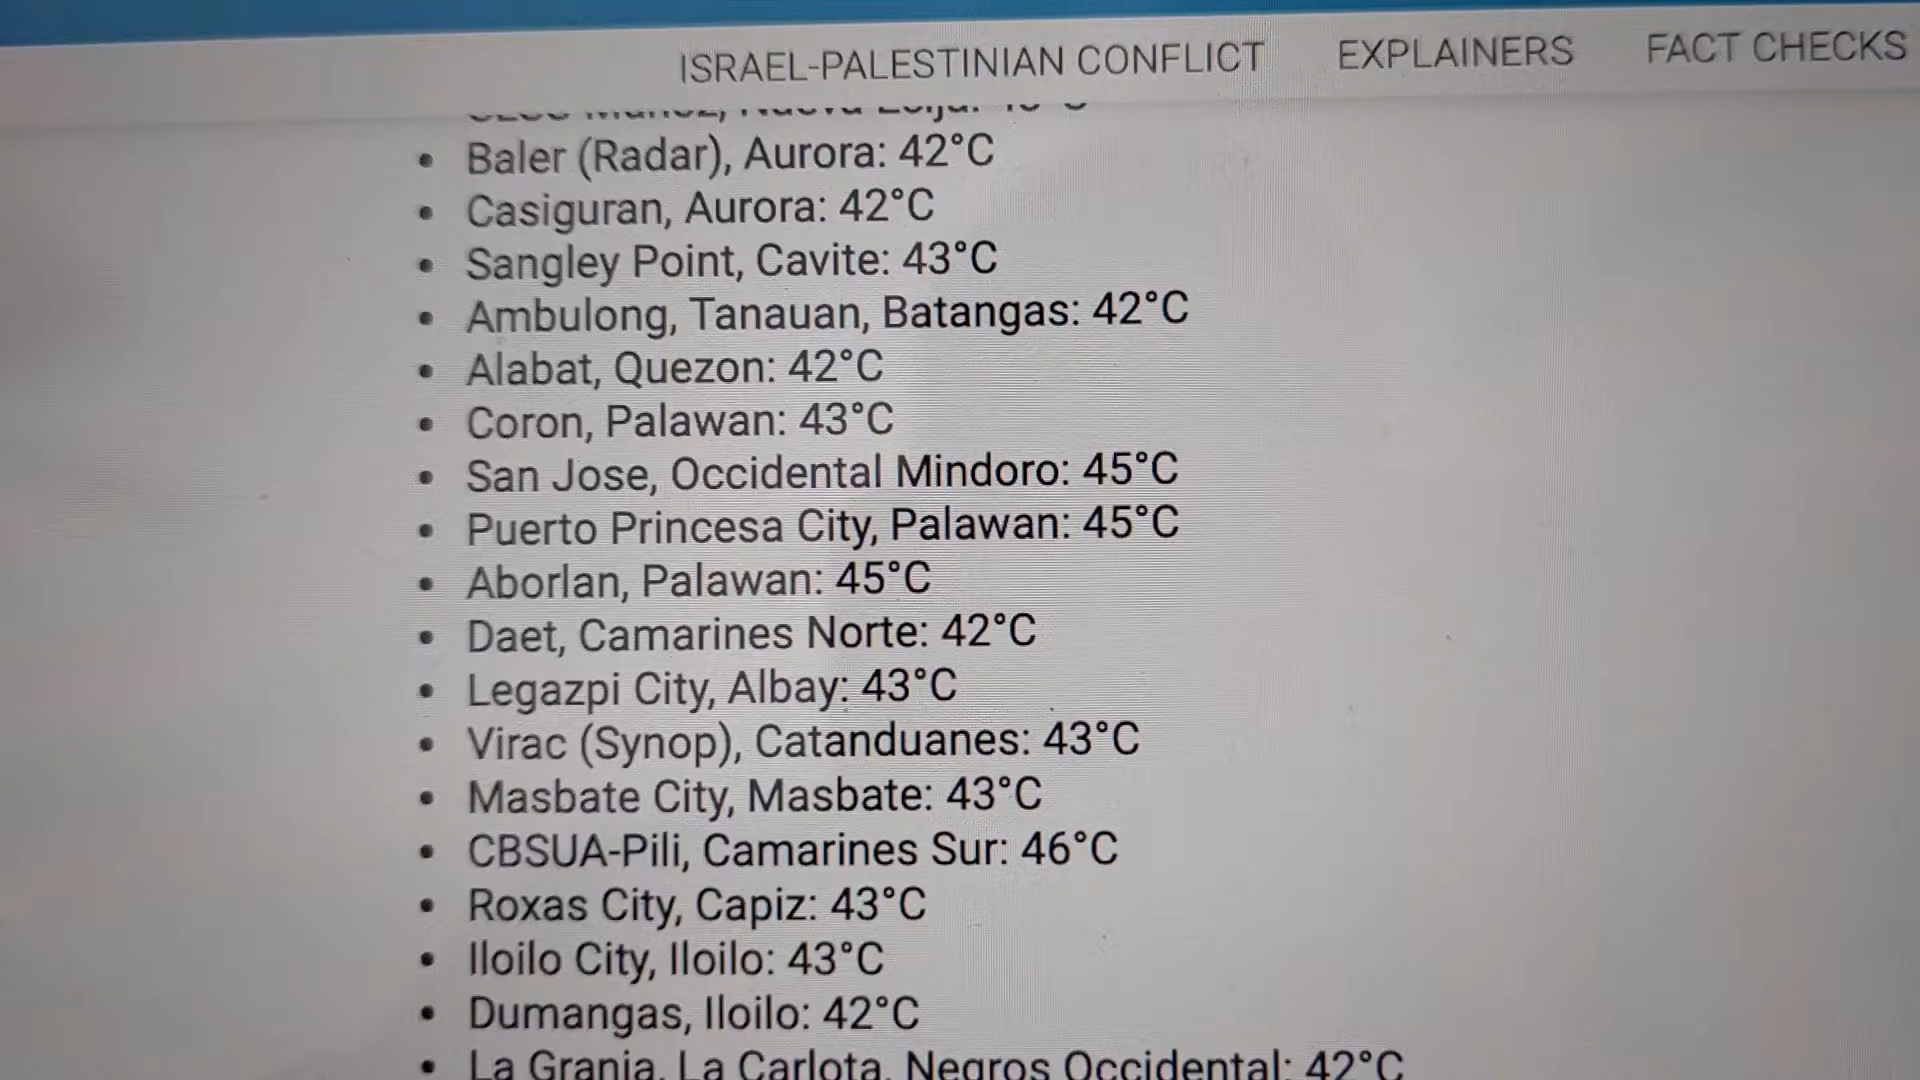 ISRAEL-PALESTINIAN CONFLICT EXPLAINERS FACT CHECKS
• Baler (Radar), Aurora: 42°C
• Casiguran, Aurora: 42°C
• Sangley Point, Cavite: 43°C
• Ambulong, Tanauan, Batangas: 42°C
• Alabat, Quezon: 42°C
• Coron, Palawan: 43°C
• San Jose, Occidental Mindoro: 45°C
• Puerto Princesa City, Palawan: 45°C
• Aborlan, Palawan: 45°C
• Daet, Camarines Norte: 42°C
• Legazpi City, Albay: 43°C
• Virac (Synop), Catanduanes: 43°C
• Masbate City, Masbate: 43°C
• CBSUA-Pili, Camarines Sur: 46°C
• Roxas City, Capiz: 43°C
• Iloilo City, Iloilo: 43°C
• Dumangas, Iloilo: 42°C
• La Granja, La Carlota, Negros Occidental: 42°C